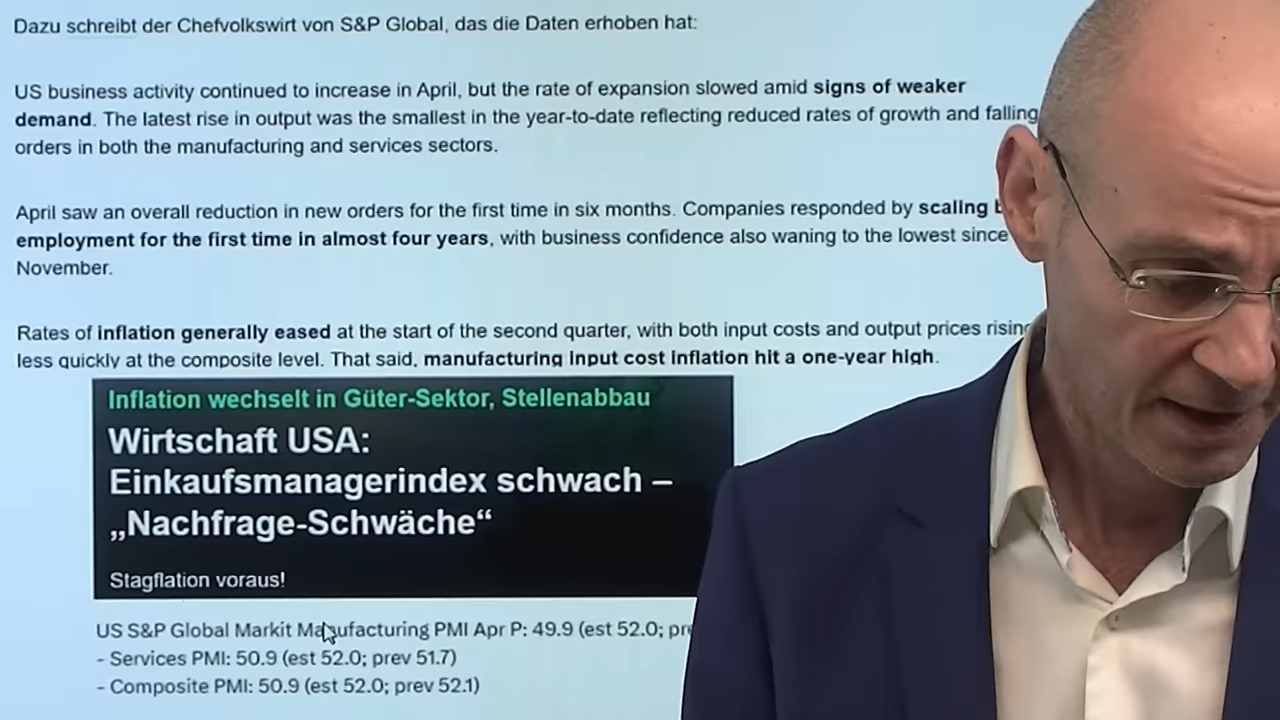 Dazu schreibt der Chefvolkswirt von S&P Global, das die Daten erhoben hat:
US business activity continued to increase in April, but the rate of expansion slowed amid signs of weaker
demand. The latest rise in output was the smallest in the year-to-date reflecting reduced rates of growth and falling
orders in both the manufacturing and services sectors.
April saw an overall reduction in new orders for the first time in six months. Companies responded by scaling
employment for the first time in almost four years, with business confidence also waning to the lowest since
November.
Rates of inflation generally eased at the start of the second quarter, with both input costs and output prices rising
less quickly at the composite level. That said, manufacturing input cost inflation hit a one-year high.
Inflation wechselt in Güter-Sektor, Stellenabbau
Wirtschaft USA:
Einkaufsmanagerindex schwach –
„Nachfrage-Schwäche“
Stagflation voraus!
US S&P Global Markit Manufacturing PMI Apr P: 49.9 (est 52.0;
- Services PMI: 50.9 (est 52.0; prev 51.7)
- Composite PMI: 50.9 (est 52.0; prev 52.1)